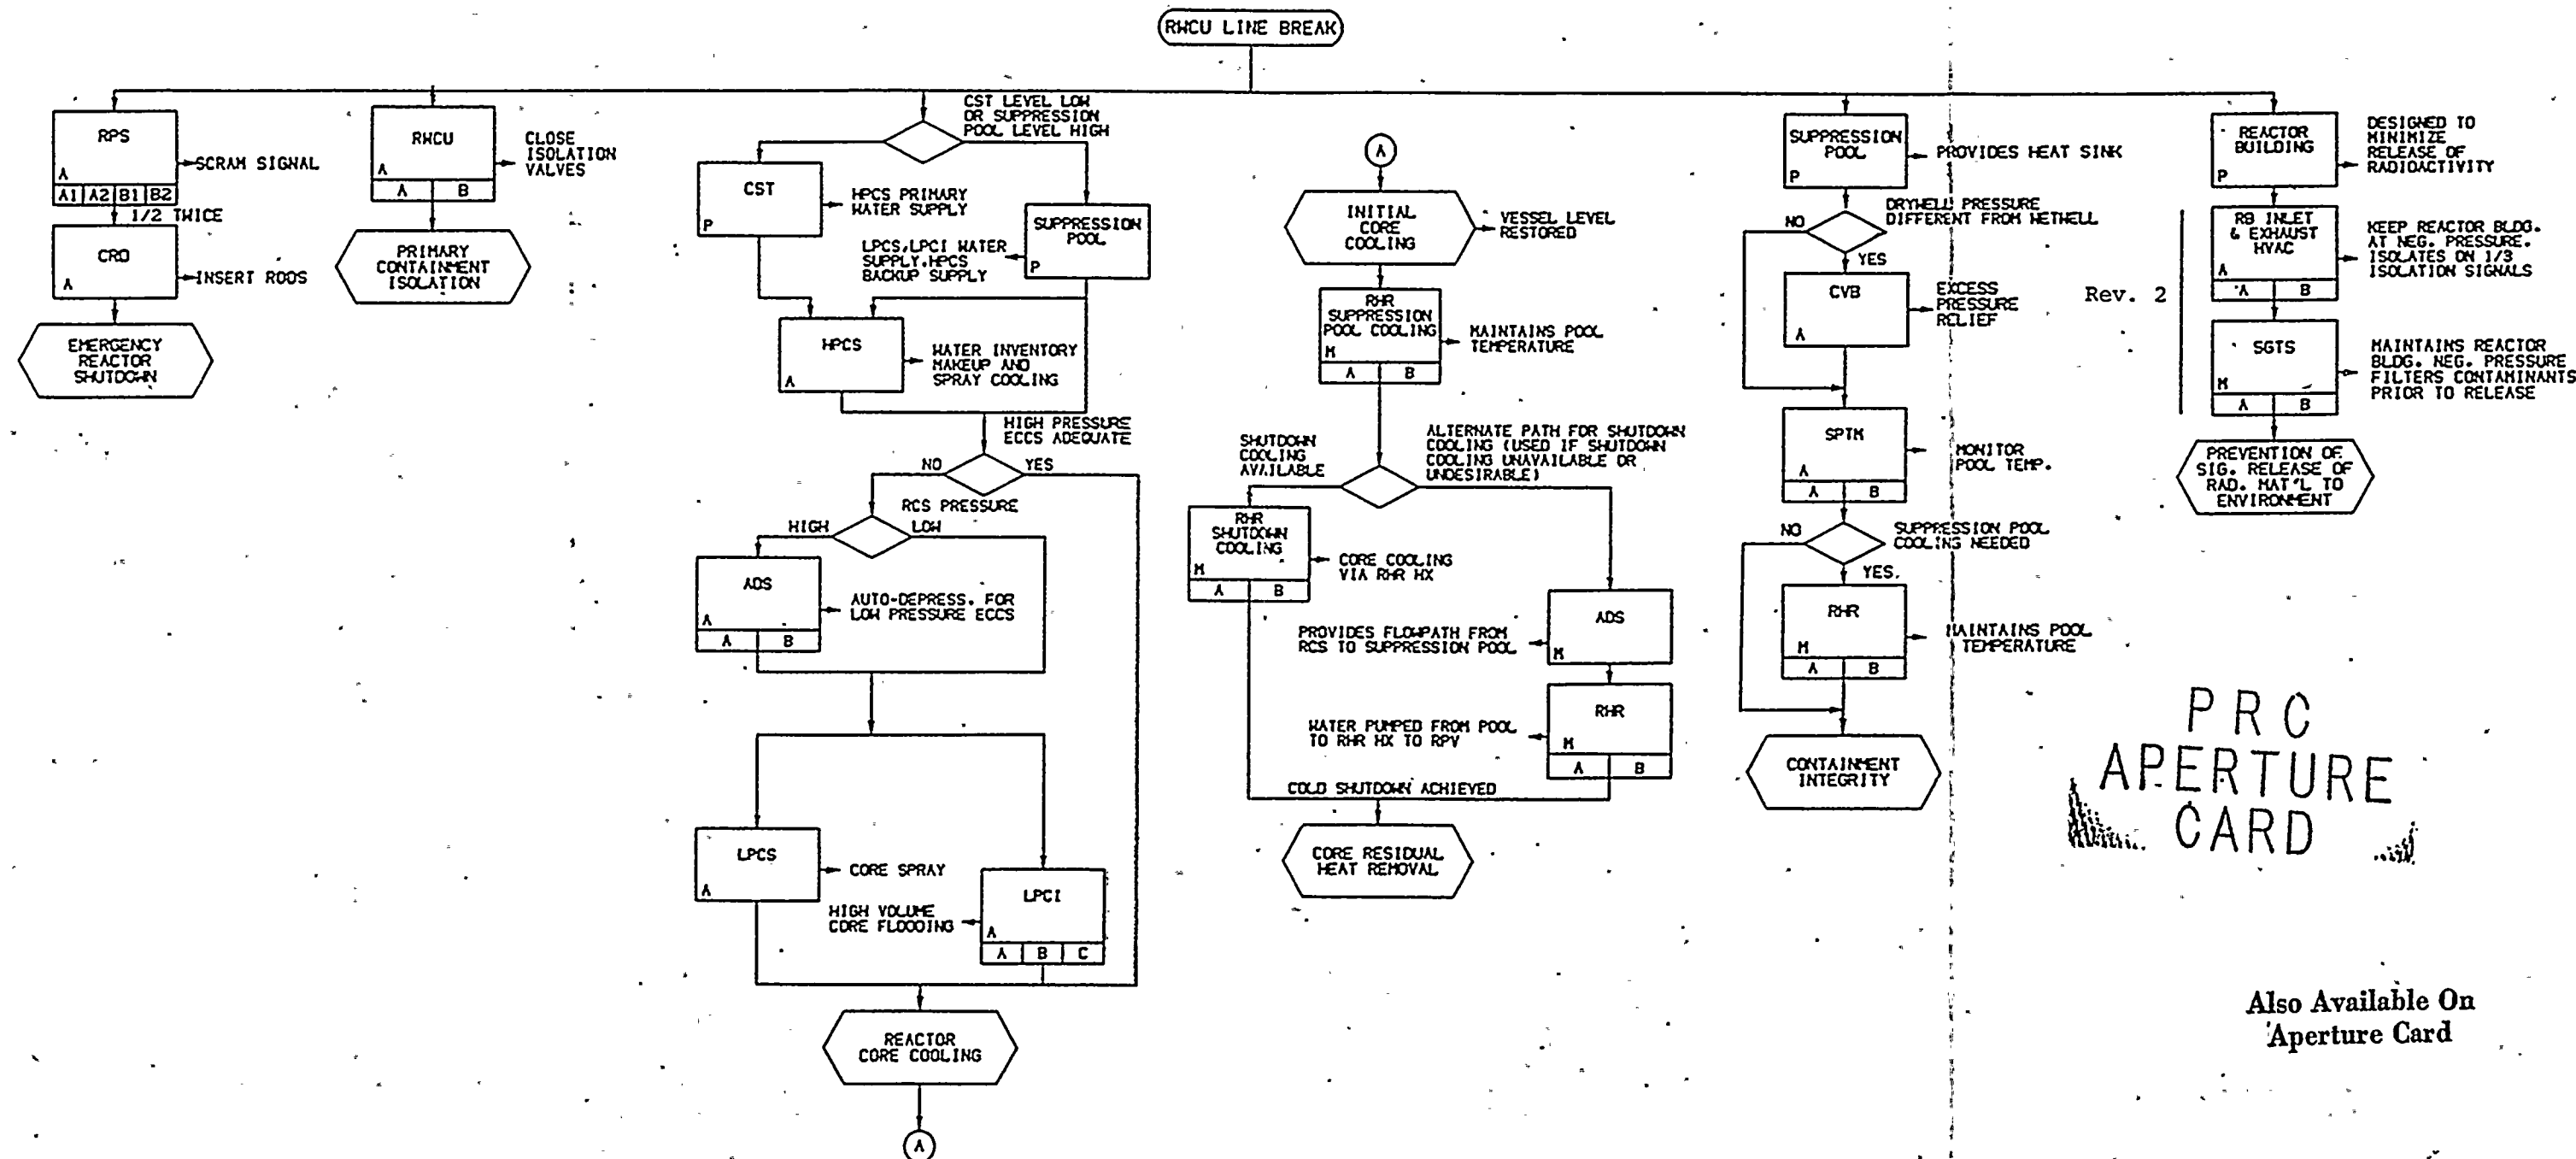 RWCU LINE BREAK
RPS
A
A1 A2 B1 B2
SCRAM SIGNAL
1/2 TWICE
CRD
A
INSERT RODS
EMERGENCY
REACTOR
SHUTDOWN
RWCU
A
A B
CLOSE
ISOLATION
VALVES
PRIMARY
CONTAINMENT
ISOLATION
CST LEVEL LOW
OR SUPPRESSION
POOL LEVEL HIGH
CST
P
HPCS PRIMARY
WATER SUPPLY
SUPPRESSION
POOL
P
LPCS,LPCI WATER
SUPPLY,HPCS
BACKUP SUPPLY
HPCS
A
WATER INVENTORY
MAKEUP AND
SPRAY COOLING
HIGH PRESSURE
ECCS ADEQUATE
NO
YES
RCS PRESSURE
HIGH
LOW
ADS
A
A B
AUTO-DEPRESS. FOR
LOW PRESSURE ECCS
LPCS
A
CORE SPRAY
LPCI
A
A B C
HIGH VOLUME
CORE FLOODING
REACTOR
CORE COOLING
A
A
INITIAL
CORE
COOLING
VESSEL LEVEL
RESTORED
RHR
SUPPRESSION
POOL COOLING
M
A B
MAINTAINS POOL
TEMPERATURE
SHUTDOWN
COOLING
AVAILABLE
ALTERNATE PATH FOR SHUTDOWN
COOLING (USED IF SHUTDOWN
COOLING UNAVAILABLE OR
UNDESIRABLE)
RHR
SHUTDOWN
COOLING
M
A B
CORE COOLING
VIA RHR HX
ADS
M
PROVIDES FLOWPATH FROM
RCS TO SUPPRESSION POOL
RHR
M
A B
WATER PUMPED FROM POOL
TO RHR HX TO RPV
COLD SHUTDOWN ACHIEVED
CORE RESIDUAL
HEAT REMOVAL
SUPPRESSION
POOL
P
PROVIDES HEAT SINK
DRYWELL PRESSURE
DIFFERENT FROM WETWELL
NO
YES
CVB
A
EXCESS
PRESSURE
RELIEF
SPTM
A
A B
MONITOR
POOL TEMP.
NO
SUPPRESSION POOL
COOLING NEEDED
YES
RHR
M
A B
MAINTAINS POOL
TEMPERATURE
CONTAINMENT
INTEGRITY
REACTOR
BUILDING
P
DESIGNED TO
MINIMIZE
RELEASE OF
RADIOACTIVITY
Rev. 2
RB INLET
& EXHAUST
HVAC
A
A B
KEEP REACTOR BLDG.
AT NEG. PRESSURE.
ISOLATES ON 1/3
ISOLATION SIGNALS
SGTS
M
A B
MAINTAINS REACTOR
BLDG. NEG. PRESSURE
FILTERS CONTAMINANTS
PRIOR TO RELEASE
PREVENTION OF
SIG. RELEASE OF
RAD. MAT'L TO
ENVIRONMENT
PRC
APERTURE
CARD
Also Available On
Aperture Card